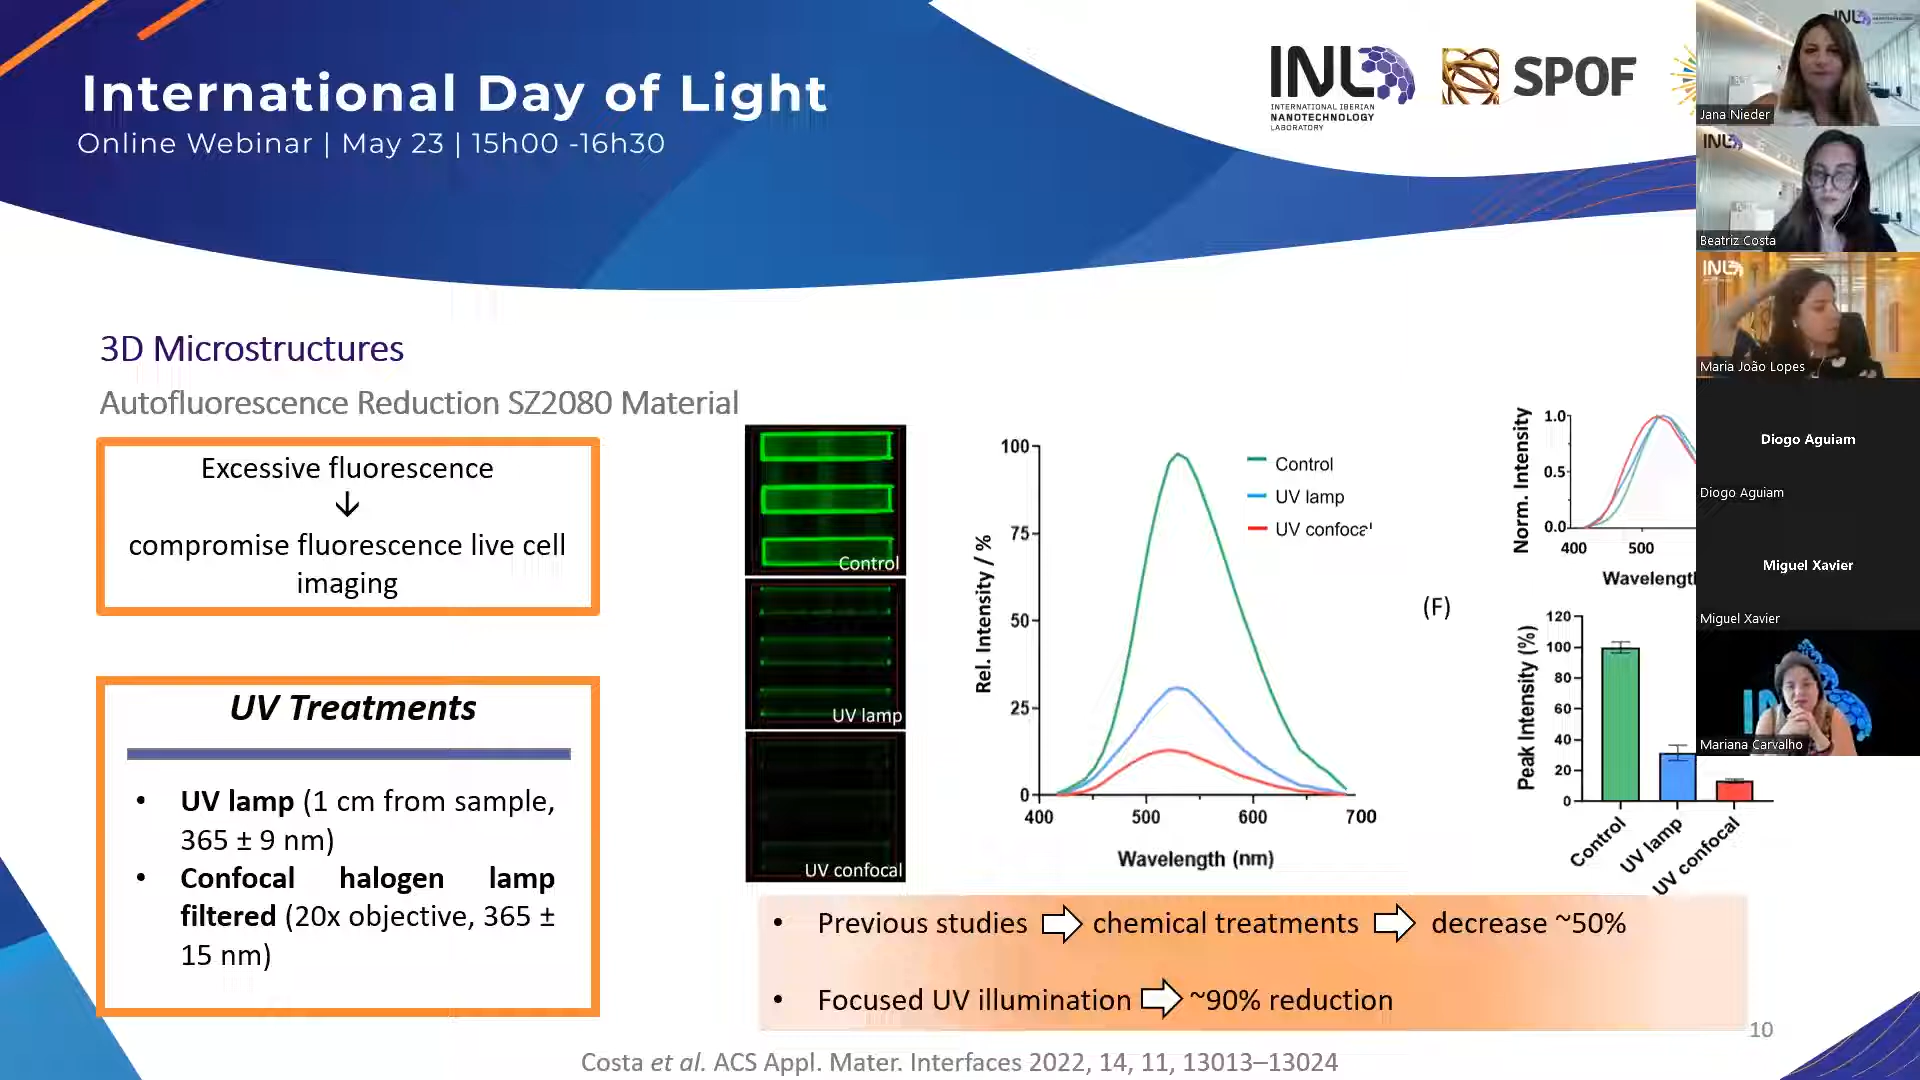 International Day of Light
Online Webinar | May 23 | 15h00 -16h30
INL
INTERNATIONAL IBERIAN
NANOTECHNOLOGY
LABORATORY
SPOF
3D Microstructures
Autofluorescence Reduction SZ2080 Material
Excessive fluorescence
↓
compromise fluorescence live cell
imaging
UV Treatments
• UV lamp (1 cm from sample,
365 ± 9 nm)
• Confocal halogen lamp
filtered (20x objective, 365 ±
15 nm)
Control
UV lamp
UV confocal
Rel. Intensity / %
100
75
50
25
0
400 500 600 700
Wavelength (nm)
Control
UV lamp
UV confocal
Norm. Intensity
1.0
0.5
0.0
400 500
Wavelengt
(F)
Peak Intensity (%)
120
100
80
60
40
20
0
Control
UV lamp
UV confocal
• Previous studies ⇨ chemical treatments ⇨ decrease ~50%
• Focused UV illumination ⇨ ~90% reduction
10
Costa et al. ACS Appl. Mater. Interfaces 2022, 14, 11, 13013–13024
INL
Jana Nieder
INL
Beatriz Costa
INL
Maria João Lopes
Diogo Aguiam
Diogo Aguiam
Miguel Xavier
Miguel Xavier
Mariana Carvalho